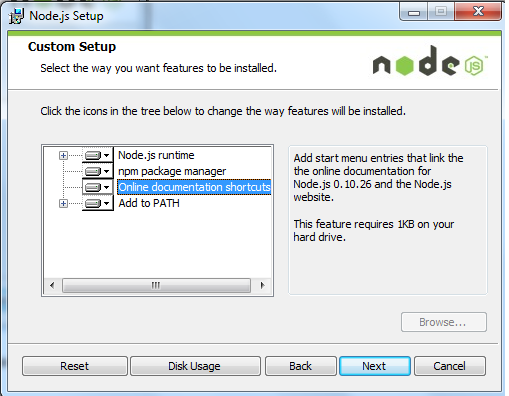 Node.js Setup
Custom Setup
Select the way you want features to be installed.
node
JS
Click the icons in the tree below to change the way features will be installed.
Node.js runtime
npm package manager
Online documentation shortcuts
Add to PATH
Add start menu entries that link the
the online documentation for
Node.js 0.10.26 and the Node.js
website.
This feature requires 1KB on your
hard drive.
Browse...
Reset
Disk Usage
Back
Next
Cancel